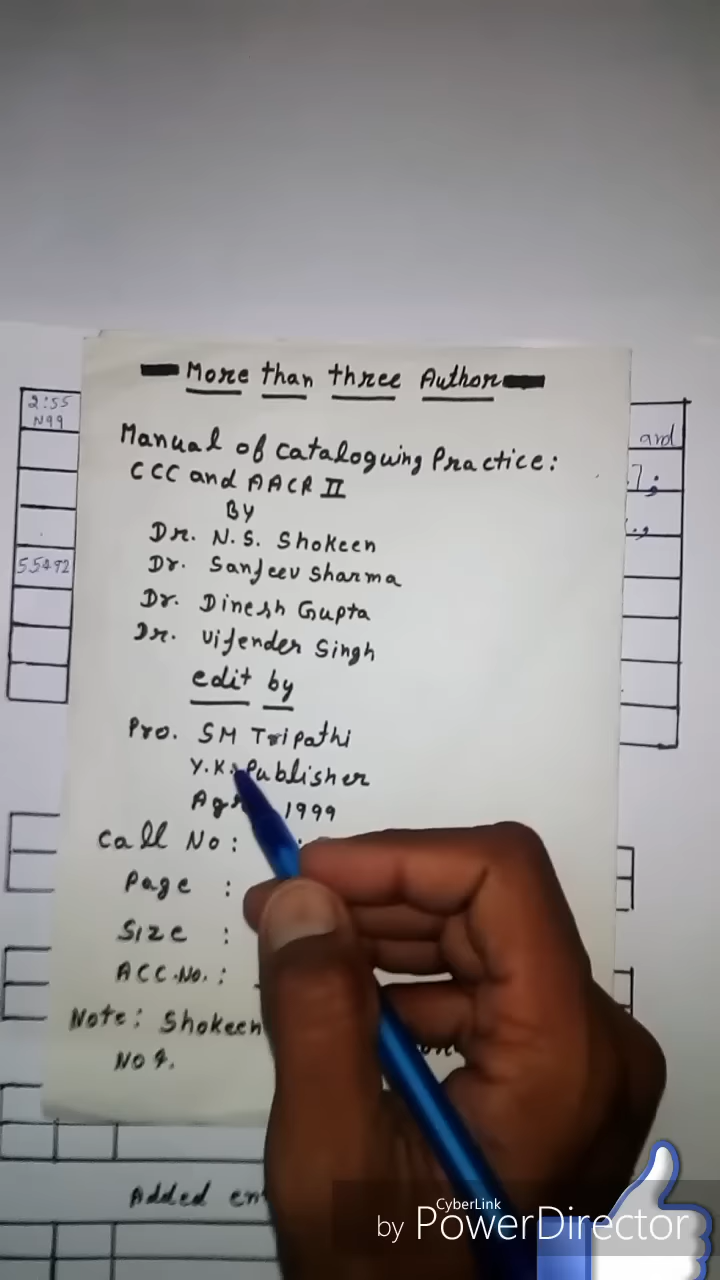 More than three Author
2:55
N99
ard
Manual of Cataloguing Practice:
CCC and AACR II
BY
Dr. N.S. Shokeen
Dr. Sanjeev Sharma
55492
Dr. Dinesh Gupta
Dr. Vijender Singh
edit by
Pro. SM Tripathi
Y.K. Publisher
1999
Call No:
Page :
Size :
ACC.No.:
Note: Shokeen
No
Added
CyberLink
by PowerDirector